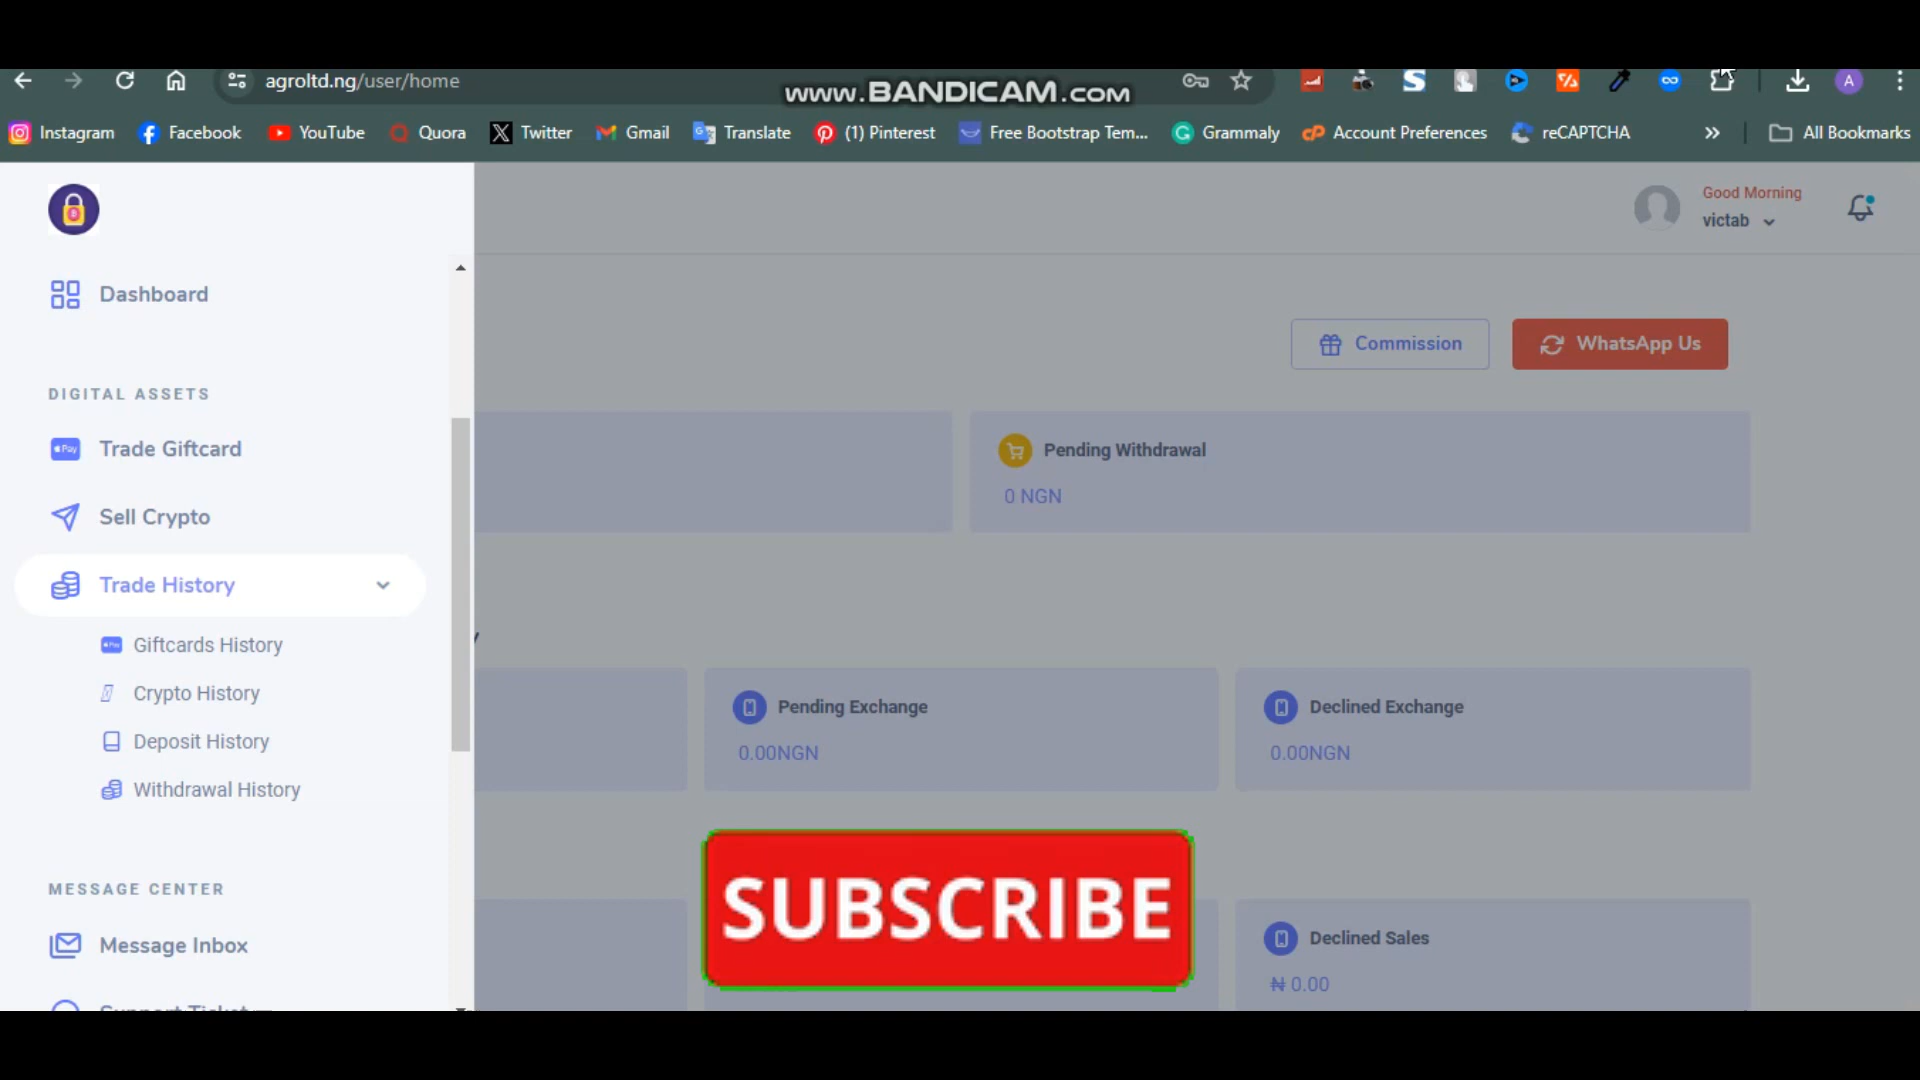 agroltd.ng/user/home
www.BANDICAM.com
A
Instagram
Facebook
YouTube
Quora
Twitter
Gmail
Translate
(1) Pinterest
Free Bootstrap Tem...
Grammaly
Account Preferences
reCAPTCHA
All Bookmarks
Good Morning
victab
Dashboard
Commission
WhatsApp Us
DIGITAL ASSETS
Trade Giftcard
Pending Withdrawal
0 NGN
Sell Crypto
Trade History
Giftcards History
Crypto History
Deposit History
Withdrawal History
Pending Exchange
0.00NGN
Declined Exchange
0.00NGN
MESSAGE CENTER
SUBSCRIBE
Message Inbox
Declined Sales
₦ 0.00
Support Ticket